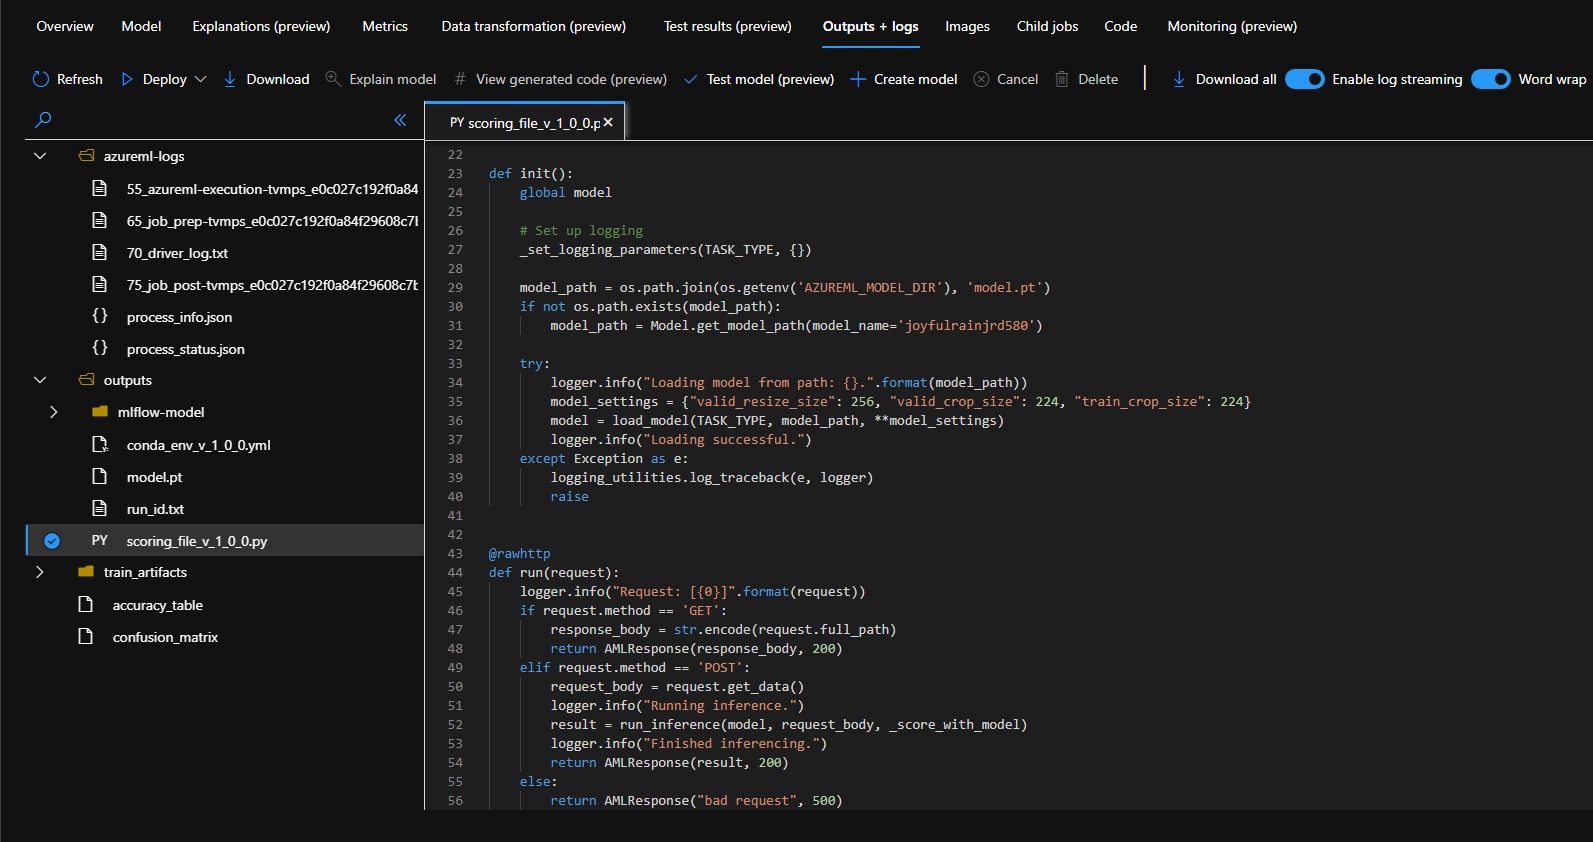 Overview Model Explanations (preview) Metrics Data transformation (preview) Test results (preview) Outputs + logs Images Child jobs Code Monitoring (preview)
Refresh Deploy Download Explain model # View generated code (preview) Test model (preview) Create model Cancel Delete Download all Enable log streaming Word wrap
PY scoring_file_v_1_0_0.p
azureml-logs
55_azureml-execution-tvmps_e0c027c192f0a84
65_job_prep-tvmps_e0c027c192f0a84f29608c7
70_driver_log.txt
75_job_post-tvmps_e0c027c192f0a84f29608c7
{} process_info.json
{} process_status.json
outputs
mlflow-model
conda_env_v_1_0_0.yml
model.pt
run_id.txt
PY scoring_file_v_1_0_0.py
train_artifacts
accuracy_table
confusion_matrix
22
23 def init():
24 global model
25
26 # Set up logging
27 _set_logging_parameters(TASK_TYPE, {})
28
29 model_path = os.path.join(os.getenv('AZUREML_MODEL_DIR'), 'model.pt')
30 if not os.path.exists(model_path):
31 model_path = Model.get_model_path(model_name='joyfulrainjrd580')
32
33 try:
34 logger.info("Loading model from path: {}.".format(model_path))
35 model_settings = {"valid_resize_size": 256, "valid_crop_size": 224, "train_crop_size": 224}
36 model = load_model(TASK_TYPE, model_path, **model_settings)
37 logger.info("Loading successful.")
38 except Exception as e:
39 logging_utilities.log_traceback(e, logger)
40 raise
41
42
43 @rawhttp
44 def run(request):
45 logger.info("Request: [{0}]".format(request))
46 if request.method == 'GET':
47 response_body = str.encode(request.full_path)
48 return AMLResponse(response_body, 200)
49 elif request.method == 'POST':
50 request_body = request.get_data()
51 logger.info("Running inference.")
52 result = run_inference(model, request_body, _score_with_model)
53 logger.info("Finished inferencing.")
54 return AMLResponse(result, 200)
55 else:
56 return AMLResponse("bad request", 500)